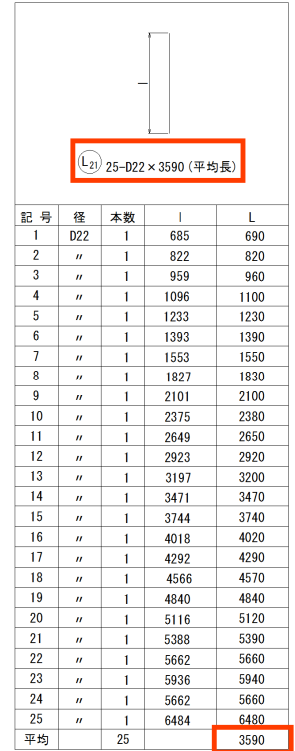 l
L21 25-D22×3590(平均長)
記号 径 本数 l L
1 D22 1 685 690
2 〃 1 822 820
3 〃 1 959 960
4 〃 1 1096 1100
5 〃 1 1233 1230
6 〃 1 1393 1390
7 〃 1 1553 1550
8 〃 1 1827 1830
9 〃 1 2101 2100
10 〃 1 2375 2380
11 〃 1 2649 2650
12 〃 1 2923 2920
13 〃 1 3197 3200
14 〃 1 3471 3470
15 〃 1 3744 3740
16 〃 1 4018 4020
17 〃 1 4292 4290
18 〃 1 4566 4570
19 〃 1 4840 4840
20 〃 1 5116 5120
21 〃 1 5388 5390
22 〃 1 5662 5660
23 〃 1 5936 5940
24 〃 1 5662 5660
25 〃 1 6484 6480
平均 25 3590